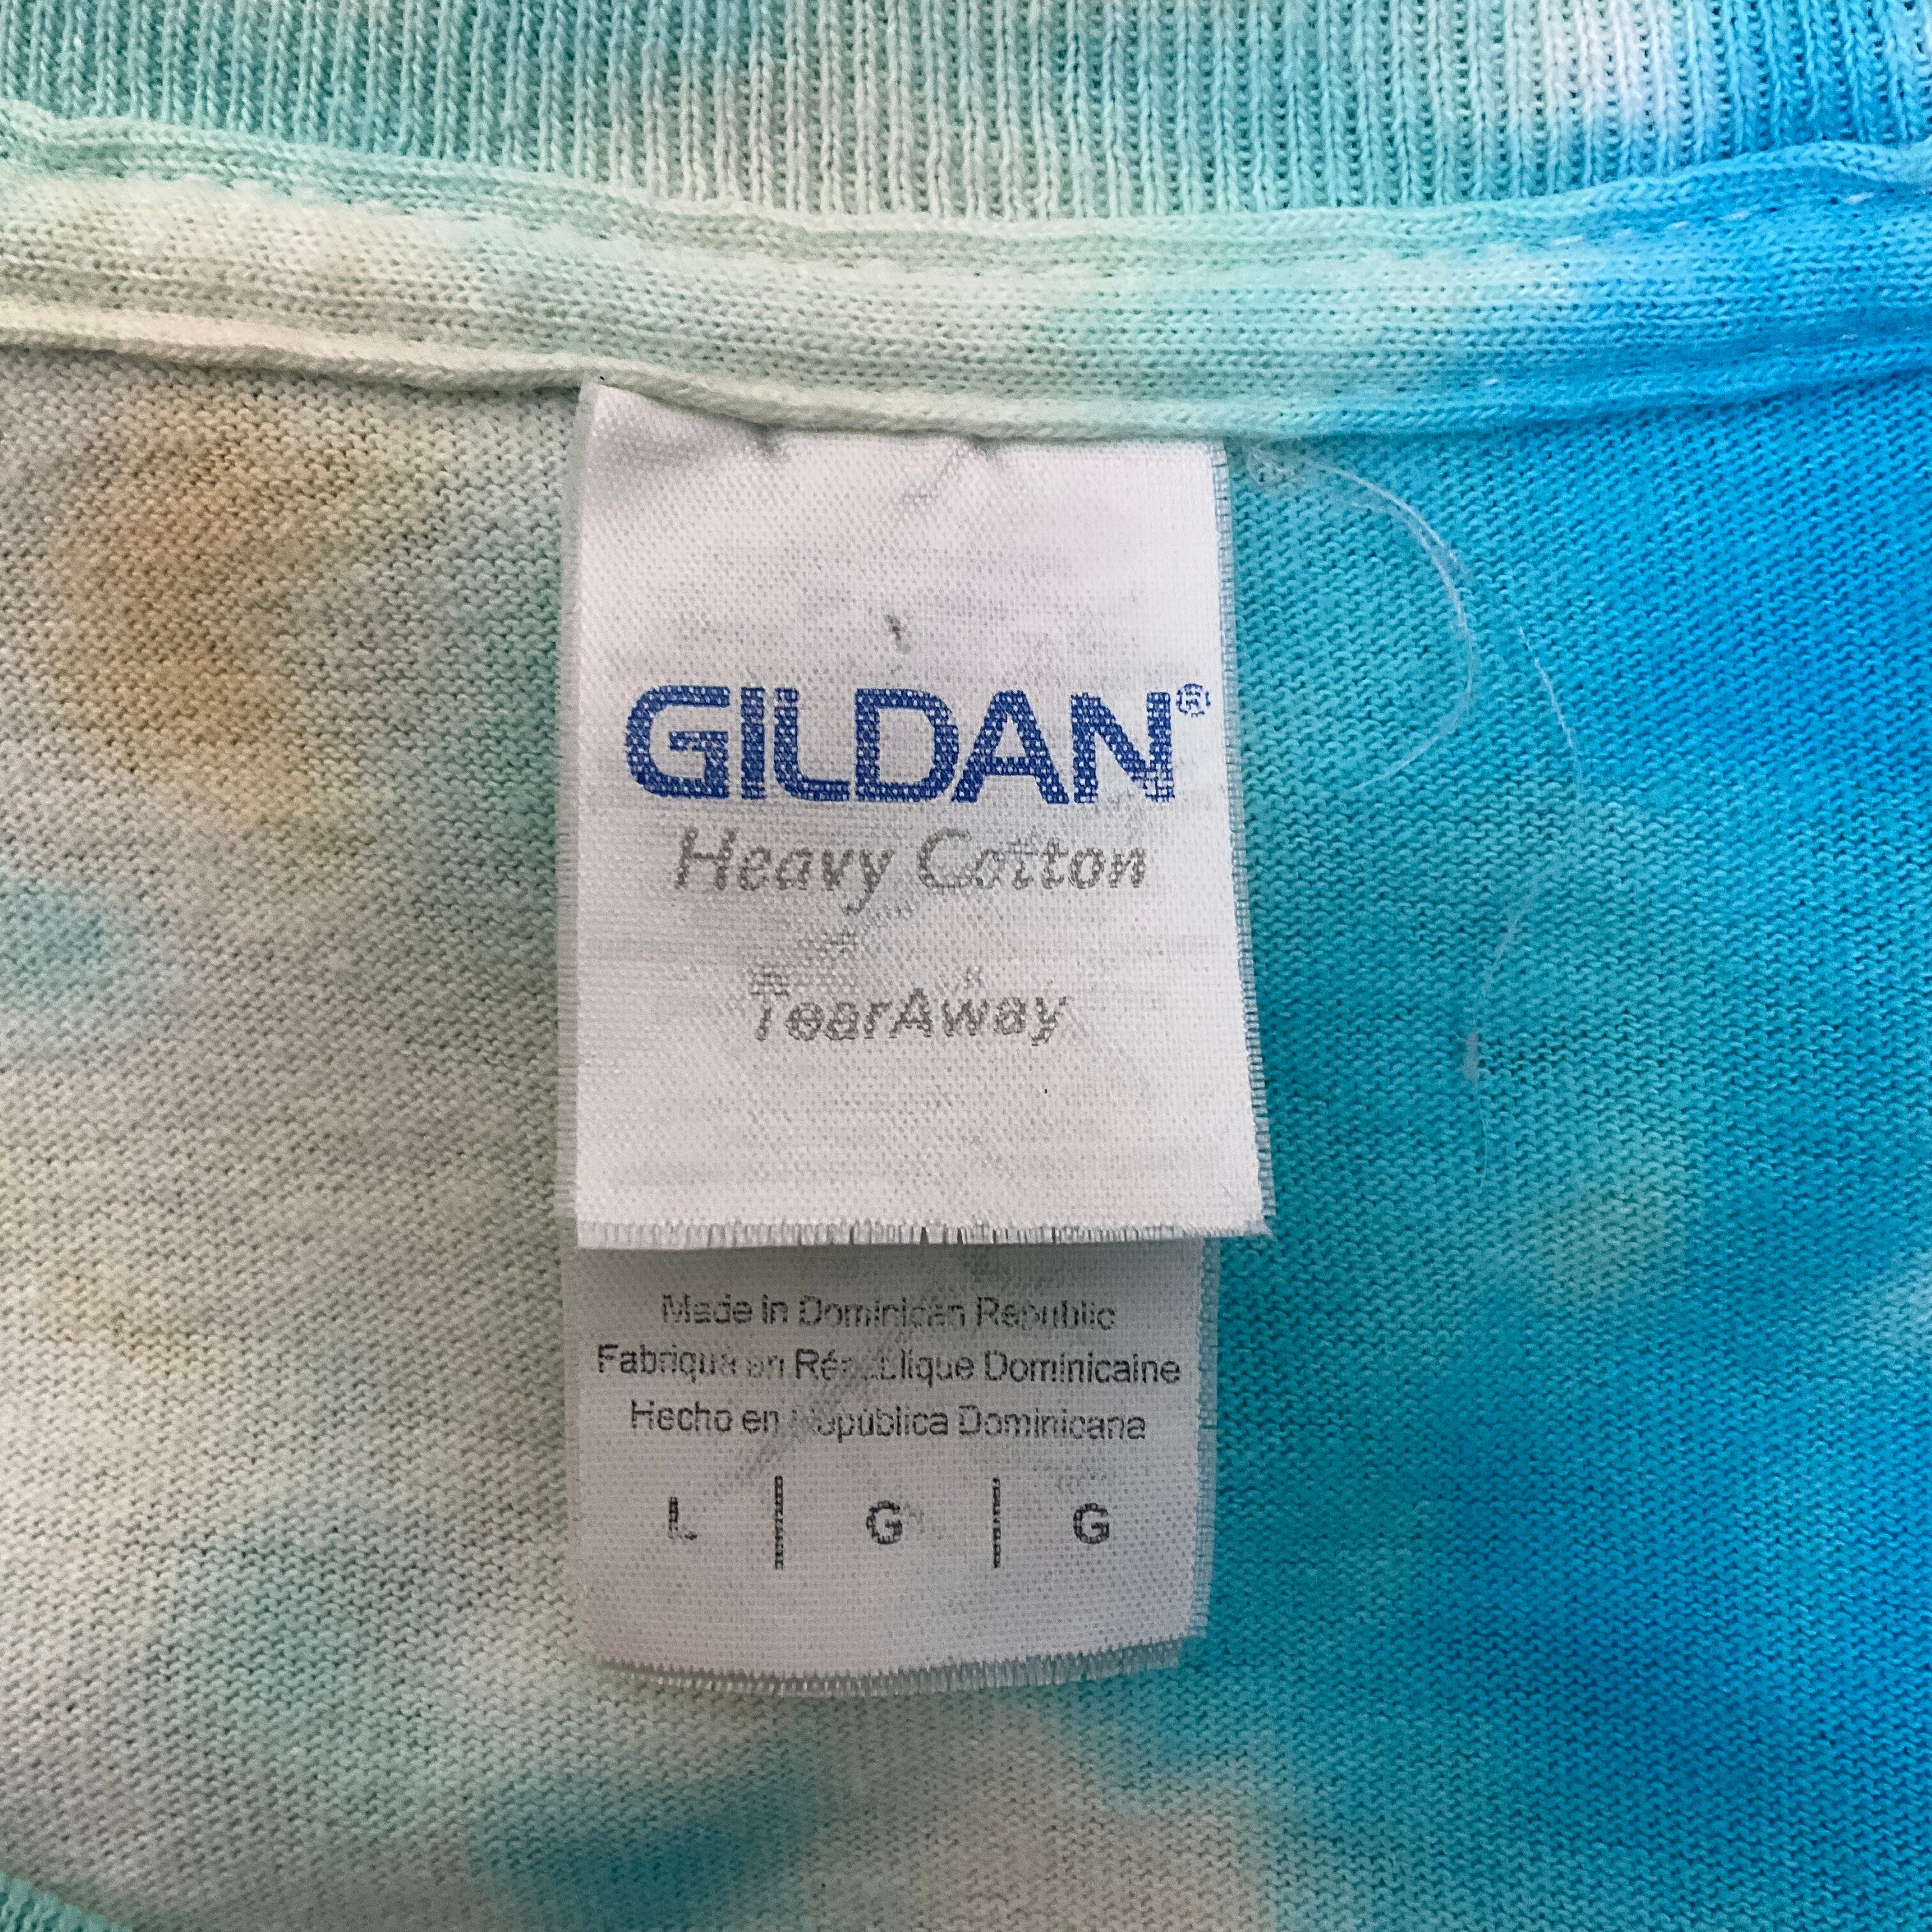 GILDAN®
Heavy Cotton
TearAway
Made in Dominican Republic
Fabriqué en République Dominicaine
Hecho en República Dominicana
L | G | G